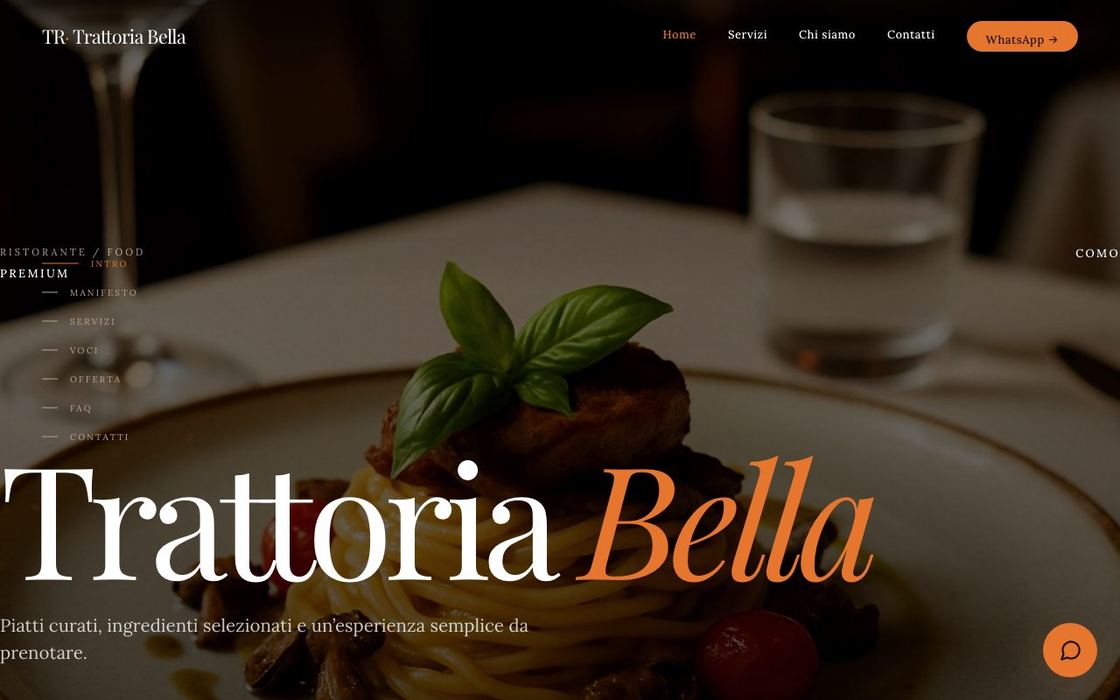 TR· Trattoria Bella
Home
Servizi
Chi siamo
Contatti
WhatsApp →
RISTORANTE / FOOD
PREMIUM
COMO
INTRO
MANIFESTO
SERVIZI
VOCI
OFFERTA
FAQ
CONTATTI
Trattoria Bella
Piatti curati, ingredienti selezionati e un’esperienza semplice da
prenotare.